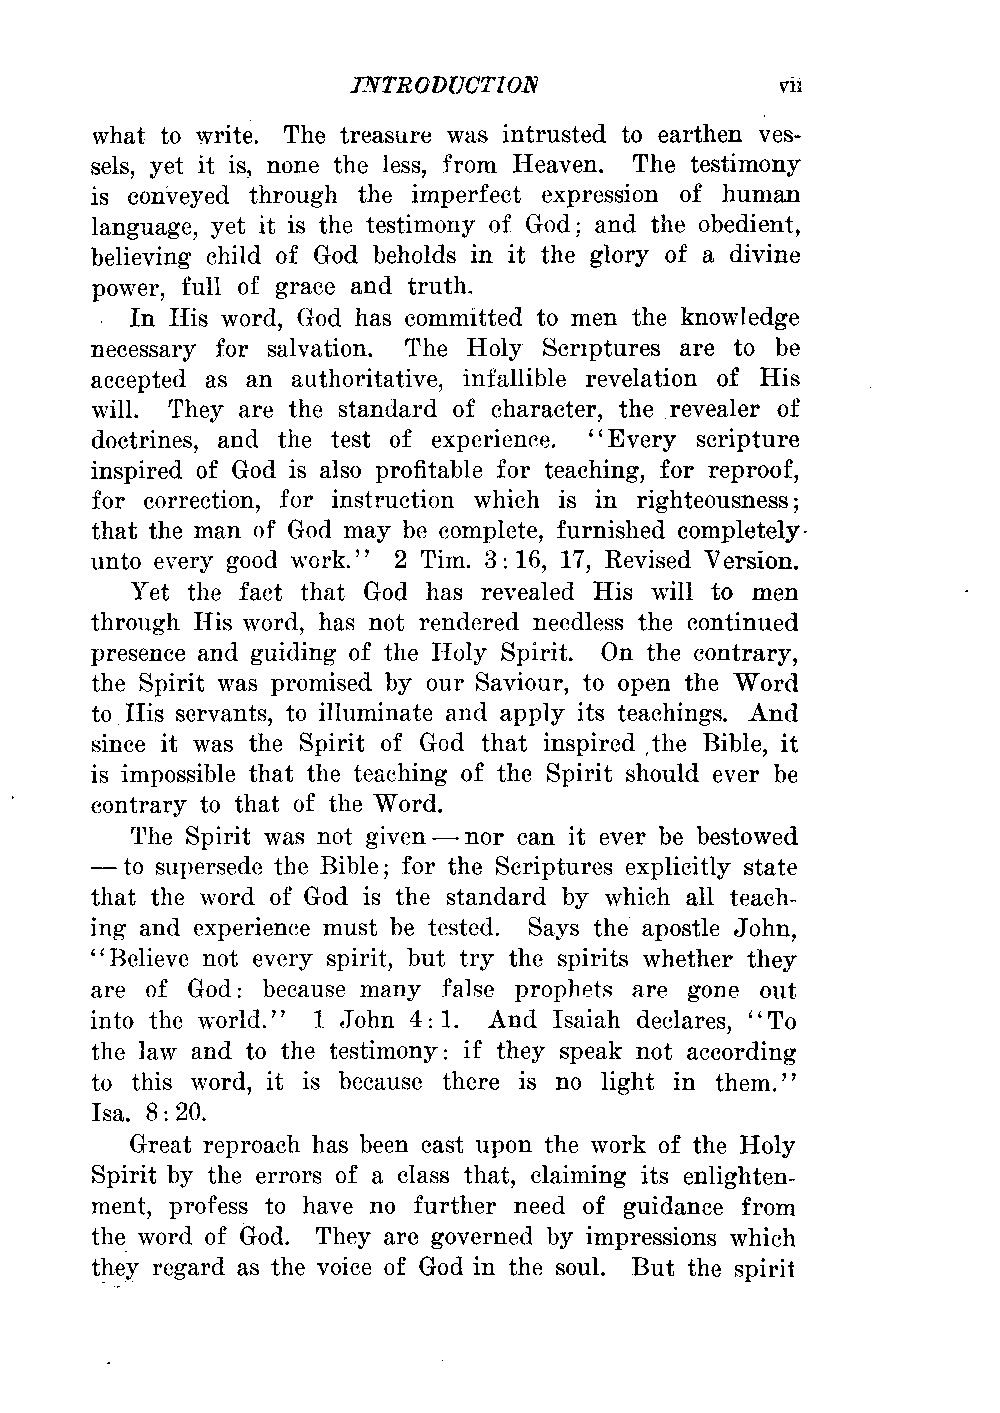 INTRODUCTION vii
what to write. The treasure was intrusted to earthen ves-
sels, yet it is, none the less, from Heaven. The testimony
is conveyed through the imperfect expression of human
language, yet it is the testimony of God; and the obedient,
believing child of God beholds in it the glory of a divine
power, full of grace and truth.
In His word, God has committed to men the knowledge
necessary for salvation. The Holy Scriptures are to be
accepted as an authoritative, infallible revelation of His
will. They are the standard of character, the revealer of
doctrines, and the test of experience. "Every scripture
inspired of God is also profitable for teaching, for reproof,
for correction, for instruction which is in righteousness;
that the man of God may be complete, furnished completely
unto every good work." 2 Tim. 3:16, 17, Revised Version.
Yet the fact that God has revealed His will to men
through His word, has not rendered needless the continued
presence and guiding of the Holy Spirit. On the contrary,
the Spirit was promised by our Saviour, to open the Word
to His servants, to illuminate and apply its teachings. And
since it was the Spirit of God that inspired the Bible, it
is impossible that the teaching of the Spirit should ever be
contrary to that of the Word.
The Spirit was not given — nor can it ever be bestowed
— to supersede the Bible; for the Scriptures explicitly state
that the word of God is the standard by which all teach-
ing and experience must be tested. Says the apostle John,
"Believe not every spirit, but try the spirits whether they
are of God: because many false prophets are gone out
into the world." 1 John 4:1. And Isaiah declares, "To
the law and to the testimony: if they speak not according
to this word, it is because there is no light in them."
Isa. 8:20.
Great reproach has been cast upon the work of the Holy
Spirit by the errors of a class that, claiming its enlighten-
ment, profess to have no further need of guidance from
the word of God. They are governed by impressions which
they regard as the voice of God in the soul. But the spirit